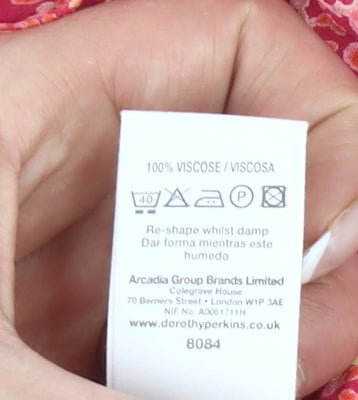 100% VISCOSE / VISCOSA
40 P
Re-shape whilst damp
Dar forma mientras este
humedo
Arcadia Group Brands Limited
Colegrave House
70 Berners Street • London W1P 3AE
NIF No. A0061711H
www.dorothyperkins.co.uk
8084